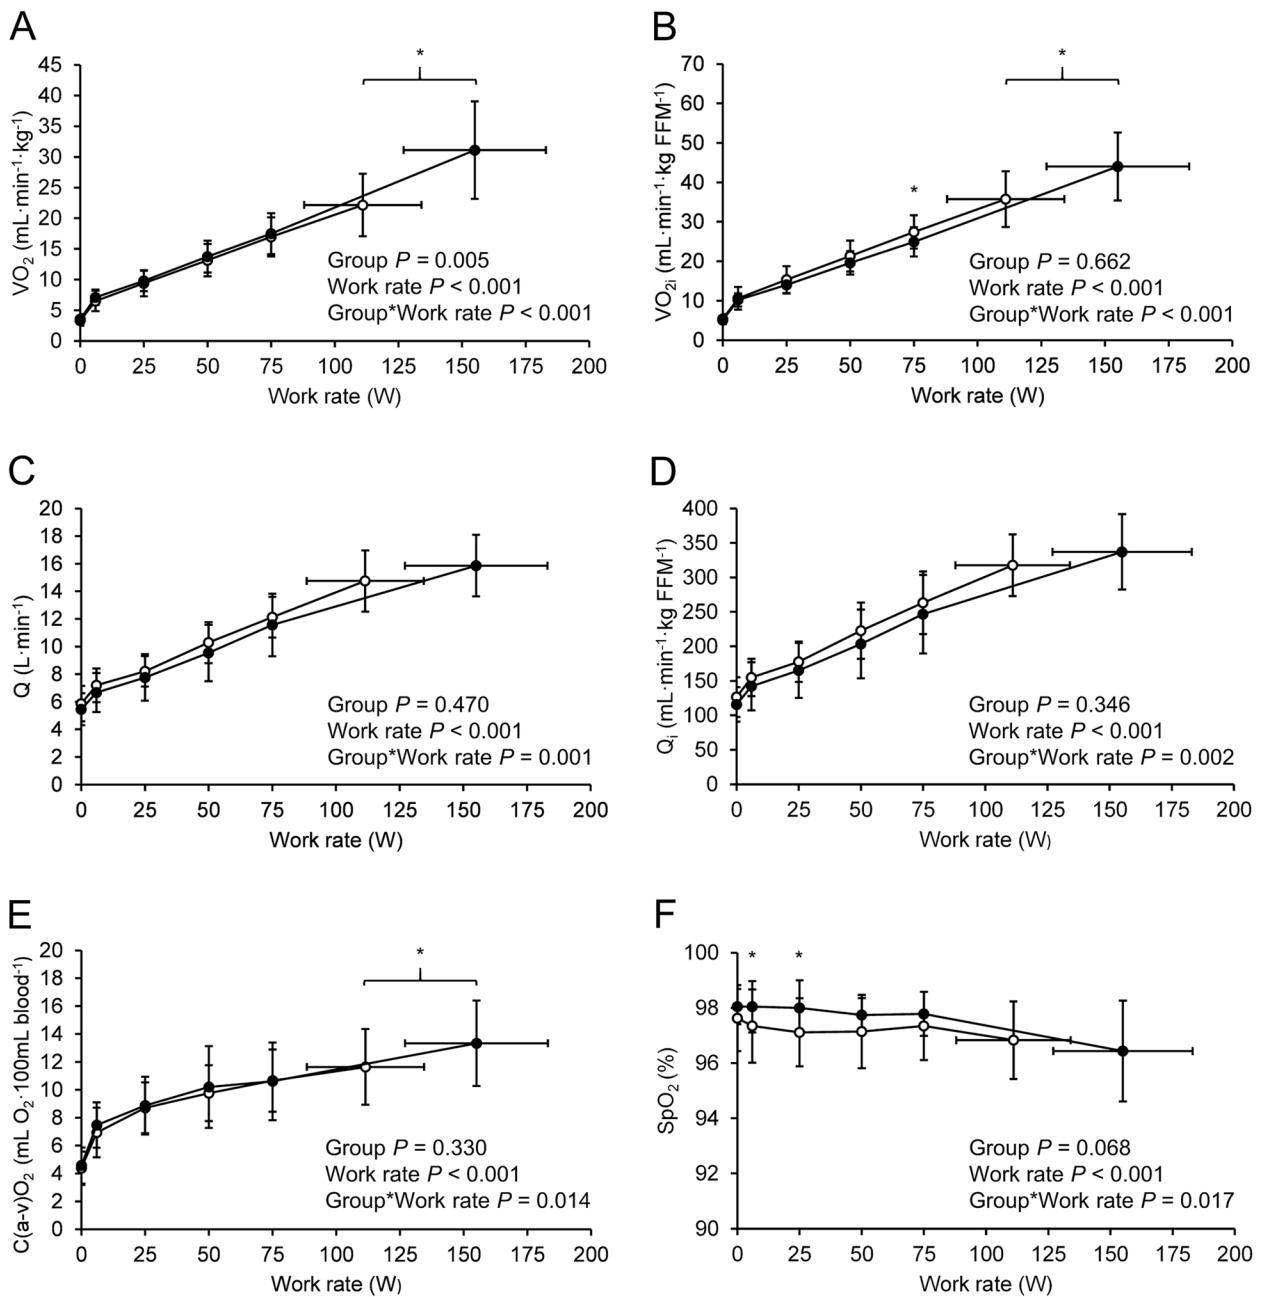 A
*
VO₂ (mL·min⁻¹·kg⁻¹)
45
40
35
30
25
20
15
10
5
0
Group P = 0.005
Work rate P < 0.001
Group*Work rate P < 0.001
0 25 50 75 100 125 150 175 200
Work rate (W)
B
*
*
VO₂ᵢ (mL·min⁻¹·kg FFM⁻¹)
70
60
50
40
30
20
10
0
Group P = 0.662
Work rate P < 0.001
Group*Work rate P < 0.001
0 25 50 75 100 125 150 175 200
Work rate (W)
C
Q (L·min⁻¹)
20
18
16
14
12
10
8
6
4
2
0
Group P = 0.470
Work rate P < 0.001
Group*Work rate P = 0.001
0 25 50 75 100 125 150 175 200
Work rate (W)
D
Qᵢ (mL·min⁻¹·kg FFM⁻¹)
400
350
300
250
200
150
100
50
0
Group P = 0.346
Work rate P < 0.001
Group*Work rate P = 0.002
0 25 50 75 100 125 150 175 200
Work rate (W)
E
*
C(a-v)O₂ (mL O₂·100mL blood⁻¹)
20
18
16
14
12
10
8
6
4
2
0
Group P = 0.330
Work rate P < 0.001
Group*Work rate P = 0.014
0 25 50 75 100 125 150 175 200
Work rate (W)
F
* *
SpO₂ (%)
100
98
96
94
92
90
Group P = 0.068
Work rate P < 0.001
Group*Work rate P = 0.017
0 25 50 75 100 125 150 175 200
Work rate (W)